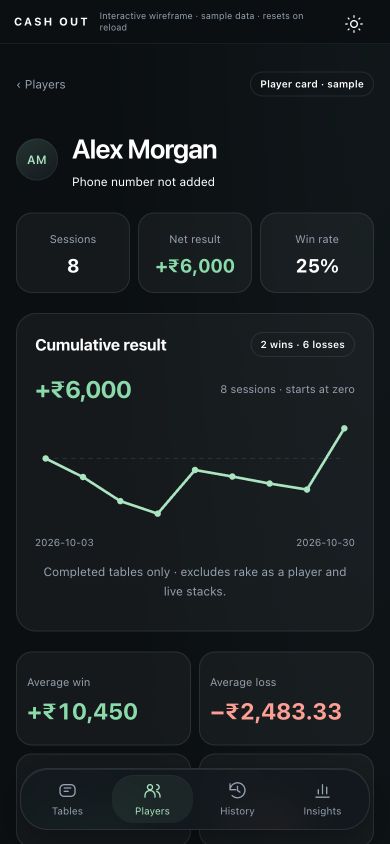 CASH OUT
Interactive wireframe · sample data · resets on
reload
‹ Players
Player card · sample
AM
Alex Morgan
Phone number not added
Sessions
8
Net result
+₹6,000
Win rate
25%
Cumulative result
2 wins · 6 losses
+₹6,000
8 sessions · starts at zero
2026-10-03
2026-10-30
Completed tables only · excludes rake as a player and
live stacks.
Average win
+₹10,450
Average loss
−₹2,483.33
Tables
Players
History
Insights